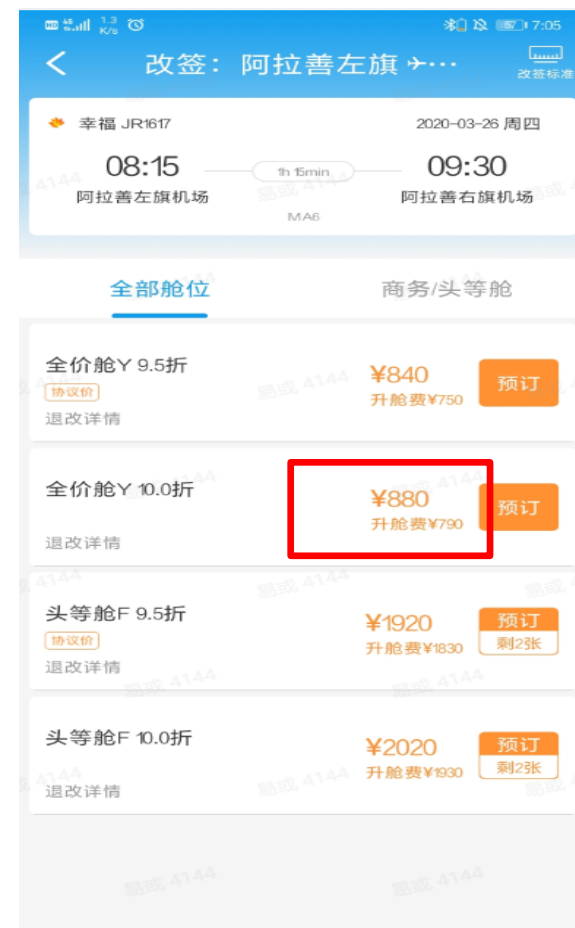 HD 4G 1.3 K/s 57 7:05
改签：阿拉善左旗 ···
改签标准
幸福 JR1617 2020-03-26 周四
08:15 1h 15min 09:30
阿拉善左旗机场 阿拉善右旗机场
MA6
全部舱位 商务/头等舱
全价舱Y 9.5折 ¥840 预订
协议价 升舱费¥750
退改详情
全价舱Y 10.0折 ¥880 预订
升舱费¥790
退改详情
头等舱F 9.5折 ¥1920 预订
协议价 升舱费¥1830 剩2张
退改详情
头等舱F 10.0折 ¥2020 预订
升舱费¥1930 剩2张
退改详情
易或 4144